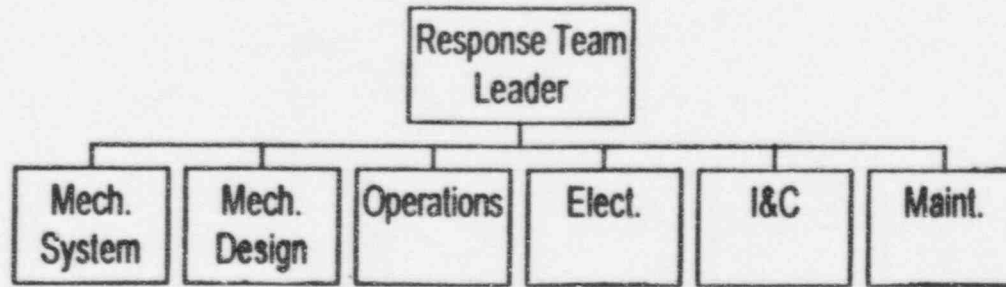 Response Team
Leader
Mech.
System
Mech.
Design
Operations
Elect.
I&C
Maint.